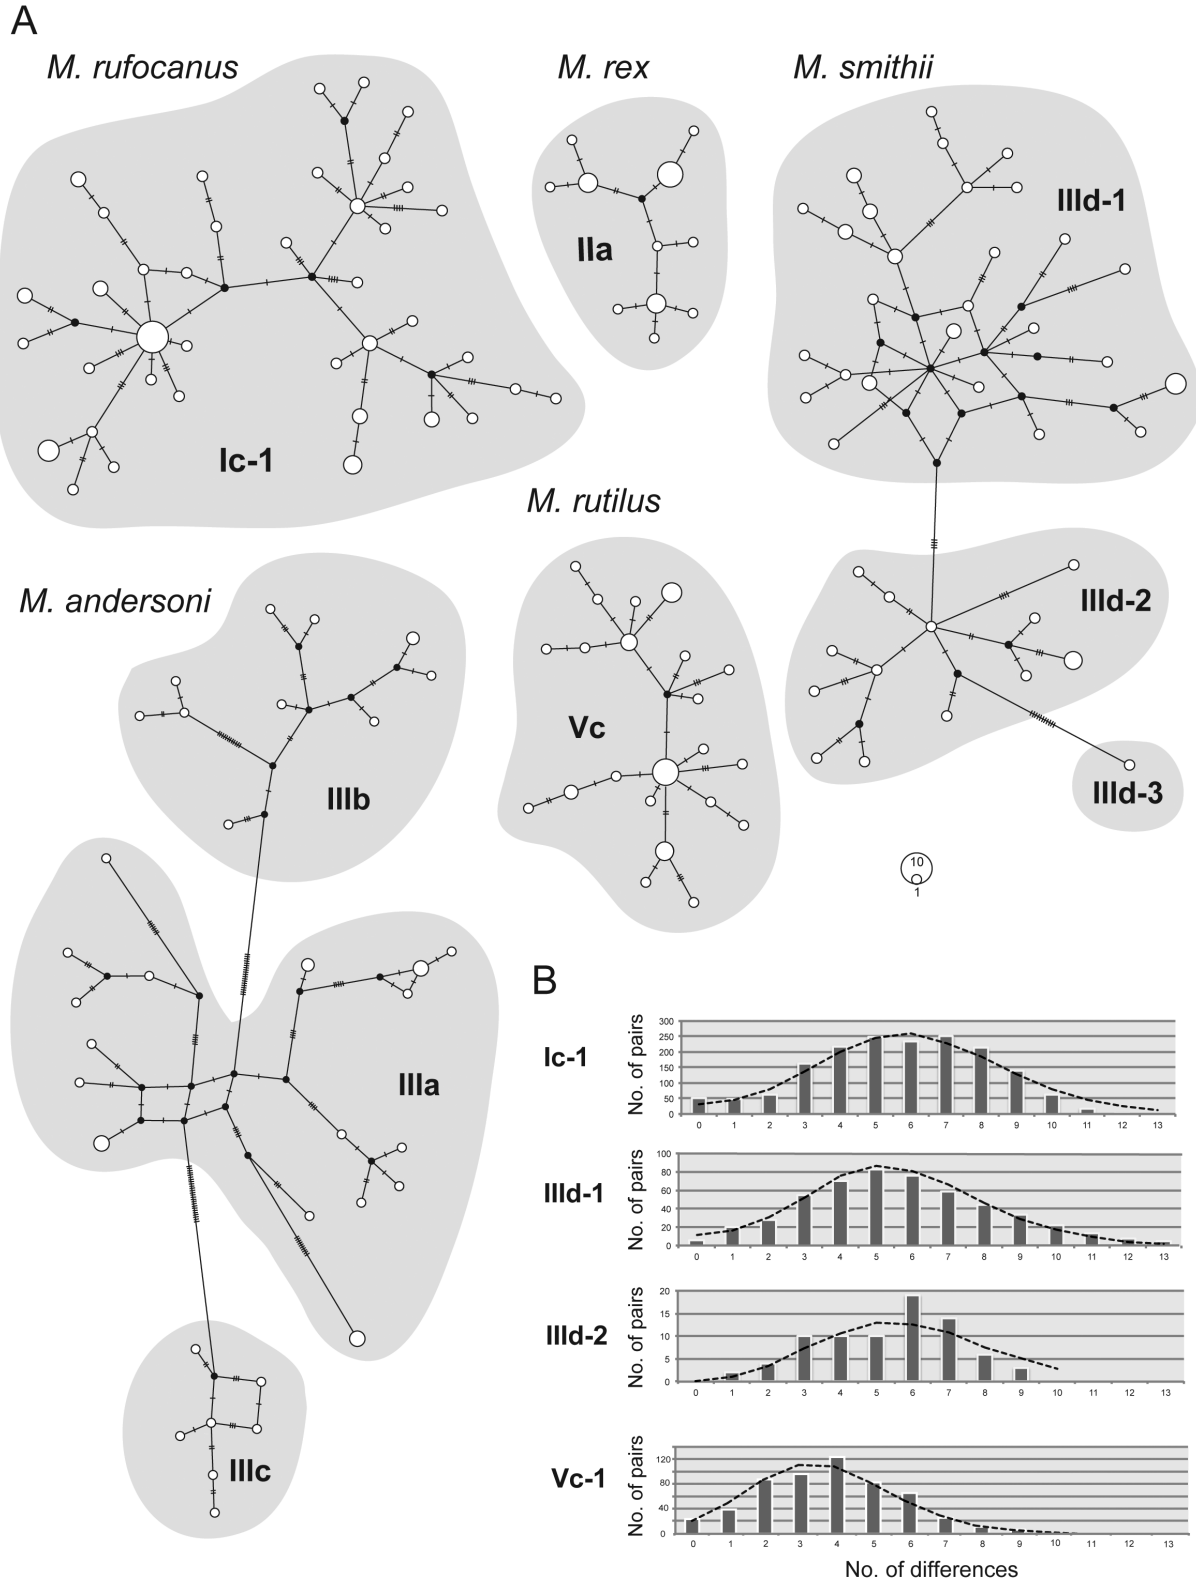 A
M. rufocanus
M. rex
M. smithii
IIId-1
IIa
Ic-1
M. rutilus
M. andersoni
IIId-2
Vc
IIIb
IIId-3
10
1
IIIa
IIIc
B
Ic-1
No. of pairs
300
250
200
150
100
50
0
0 1 2 3 4 5 6 7 8 9 10 11 12 13
IIId-1
No. of pairs
100
80
60
40
20
0
0 1 2 3 4 5 6 7 8 9 10 11 12 13
IIId-2
No. of pairs
20
15
10
5
0
0 1 2 3 4 5 6 7 8 9 10 11 12 13
Vc-1
No. of pairs
120
80
40
0
0 1 2 3 4 5 6 7 8 9 10 11 12 13
No. of differences